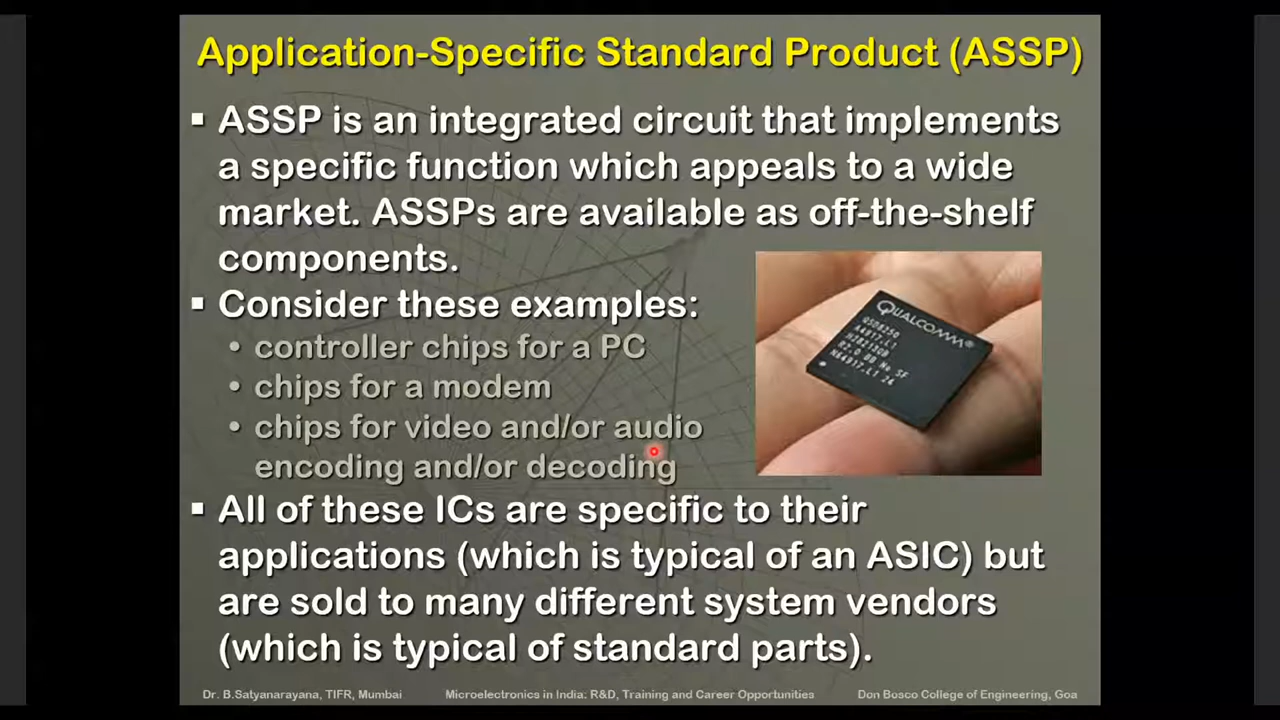 Application-Specific Standard Product (ASSP)
▪ ASSP is an integrated circuit that implements
a specific function which appeals to a wide
market. ASSPs are available as off-the-shelf
components.
▪ Consider these examples:
• controller chips for a PC
• chips for a modem
• chips for video and/or audio
encoding and/or decoding
QUALCOMM®
QSD8250
▪ All of these ICs are specific to their
applications (which is typical of an ASIC) but
are sold to many different system vendors
(which is typical of standard parts).
Dr. B.Satyanarayana, TIFR, Mumbai Microelectronics in India: R&D, Training and Career Opportunities Don Bosco College of Engineering, Goa